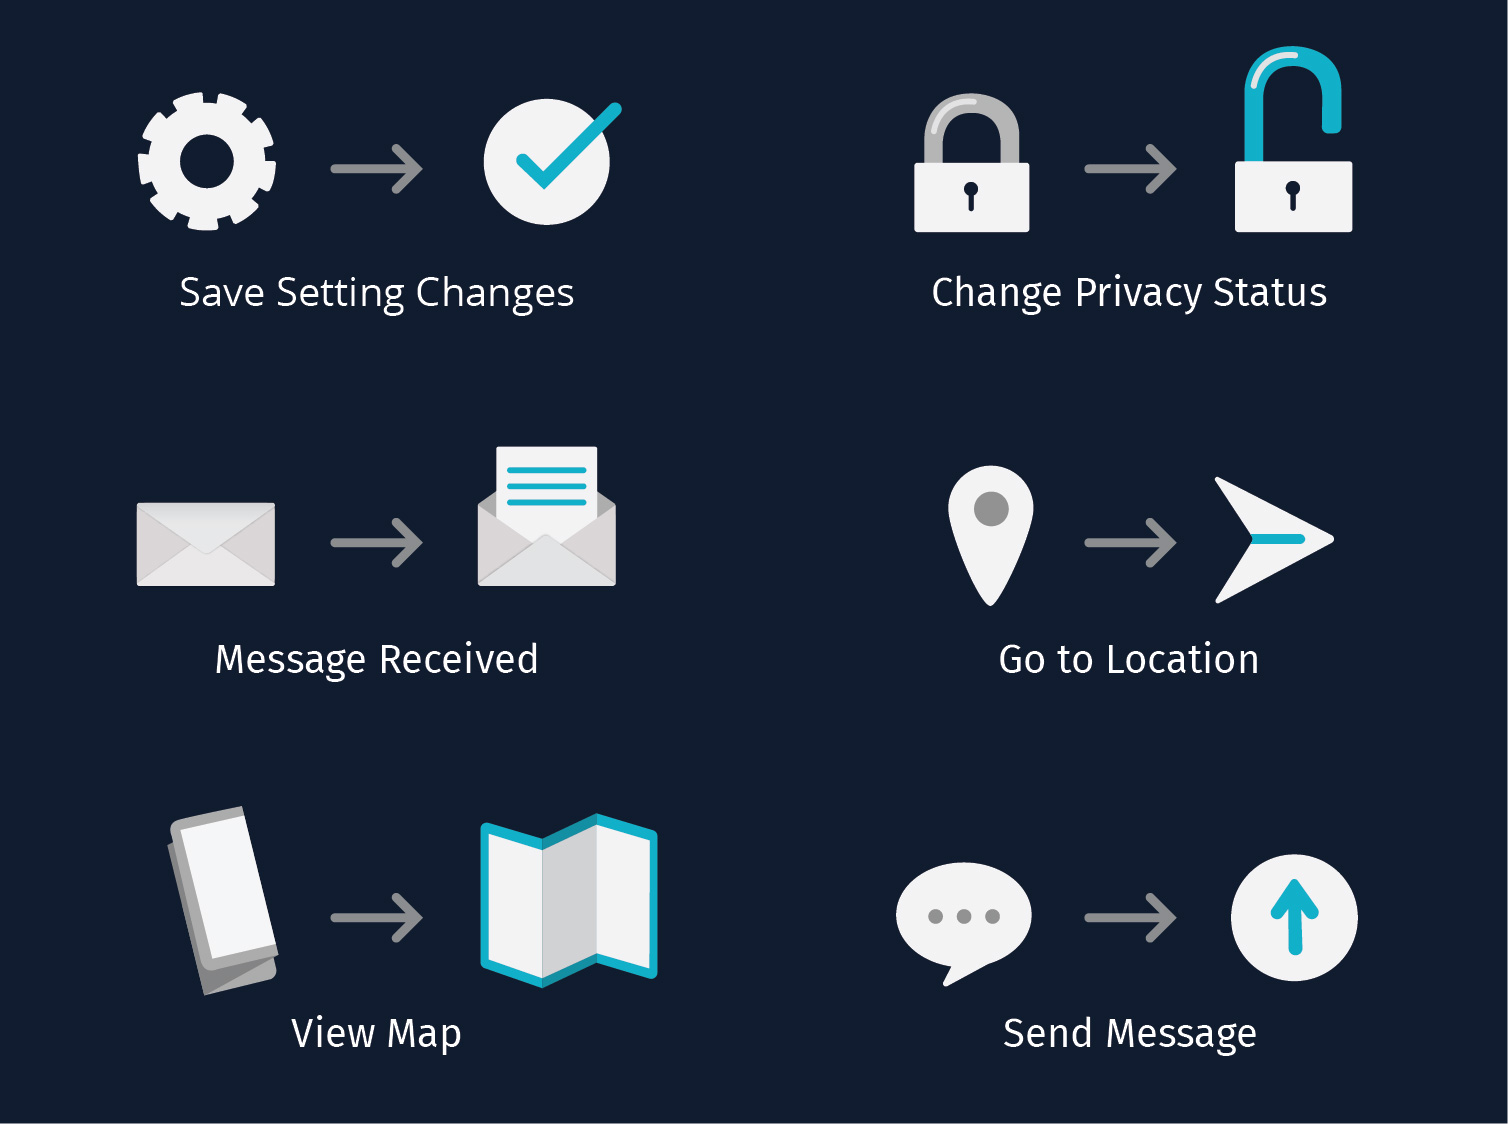 Save Setting Changes
Change Privacy Status
Message Received
Go to Location
View Map
Send Message